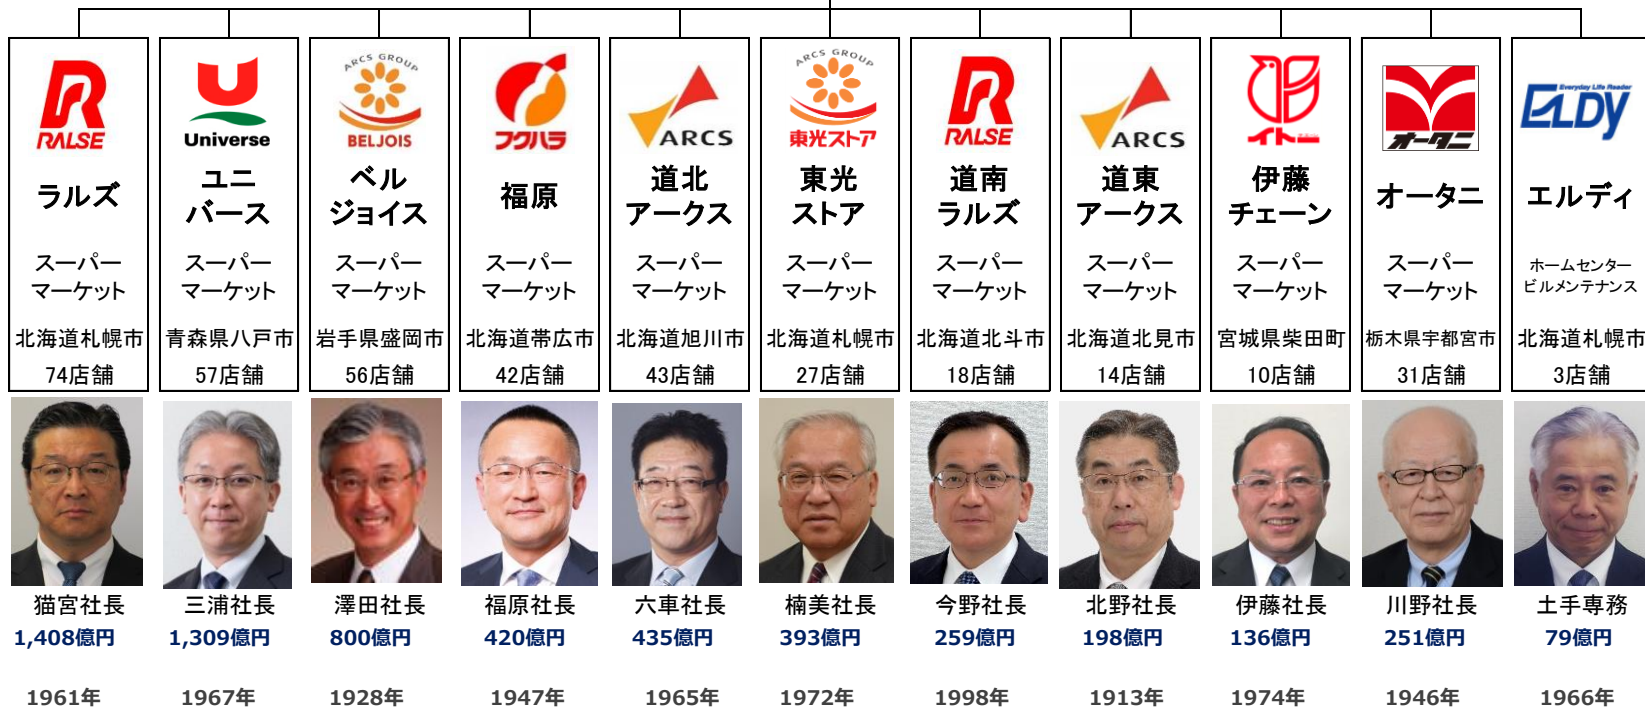 RALSE
ラルズ
スーパー
マーケット
北海道札幌市
74店舗
猫宮社長
1,408億円
1961年
Universe
ユニ
バース
スーパー
マーケット
青森県八戸市
57店舗
三浦社長
1,309億円
1967年
ARCS GROUP
BELJOIS
ベル
ジョイス
スーパー
マーケット
岩手県盛岡市
56店舗
澤田社長
800億円
1928年
フクハラ
福原
スーパー
マーケット
北海道帯広市
42店舗
福原社長
420億円
1947年
ARCS
道北
アークス
スーパー
マーケット
北海道旭川市
43店舗
六車社長
435億円
1965年
ARCS GROUP
東光ストア
東光
ストア
スーパー
マーケット
北海道札幌市
27店舗
楠美社長
393億円
1972年
RALSE
道南
ラルズ
スーパー
マーケット
北海道北斗市
18店舗
今野社長
259億円
1998年
ARCS
道東
アークス
スーパー
マーケット
北海道北見市
14店舗
北野社長
198億円
1913年
イトー
伊藤
チェーン
スーパー
マーケット
宮城県柴田町
10店舗
伊藤社長
136億円
1974年
オータニ
オータニ
スーパー
マーケット
栃木県宇都宮市
31店舗
川野社長
251億円
1946年
Everyday Life Reader
ELDy
エルディ
ホームセンター
ビルメンテナンス
北海道札幌市
3店舗
土手専務
79億円
1966年